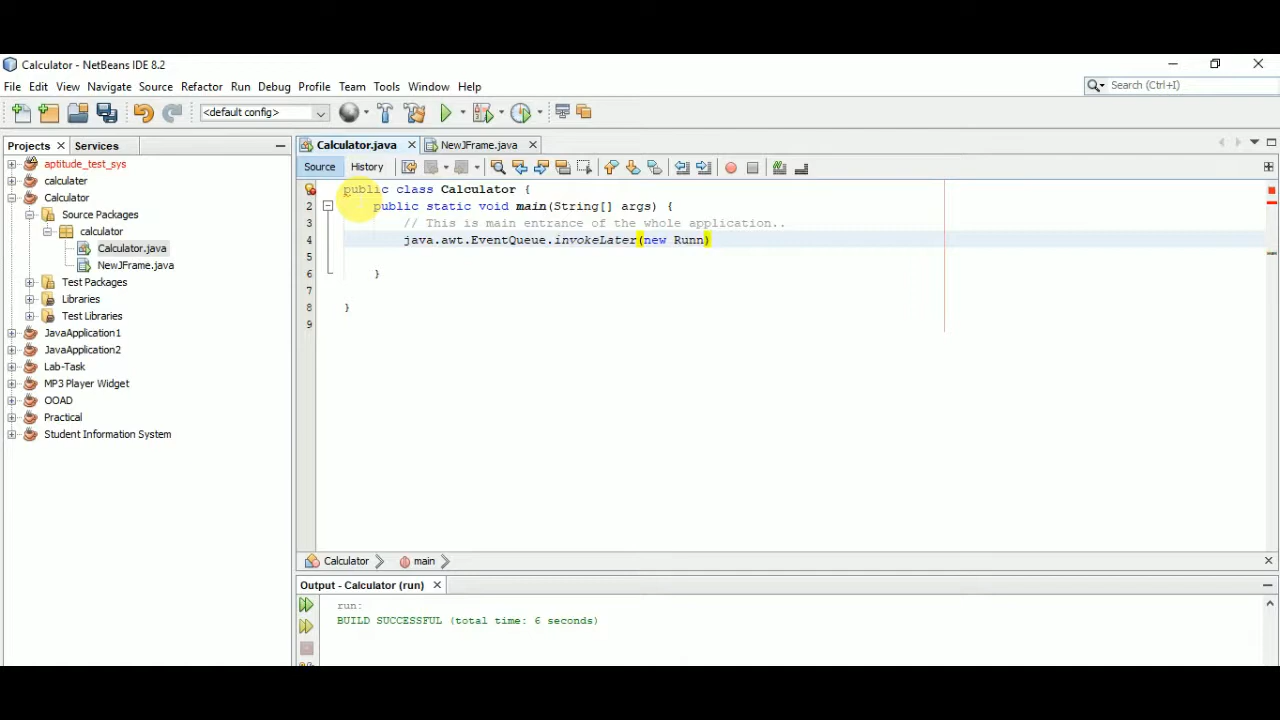 Calculator - NetBeans IDE 8.2
File Edit View Navigate Source Refactor Run Debug Profile Team Tools Window Help
Search (Ctrl+I)
<default config>
Projects Services
Calculator.java NewJFrame.java
Source History
aptitude_test_sys
calculater
Calculator
Source Packages
calculator
Calculator.java
NewJFrame.java
Test Packages
Libraries
Test Libraries
JavaApplication1
JavaApplication2
Lab-Task
MP3 Player Widget
OOAD
Practical
Student Information System
public class Calculator {
2 public static void main(String[] args) {
3 // This is main entrance of the whole application..
4 java.awt.EventQueue.invokeLater(new Runn)
5
6 }
7
8 }
9
Calculator main
Output - Calculator (run)
run:
BUILD SUCCESSFUL (total time: 6 seconds)